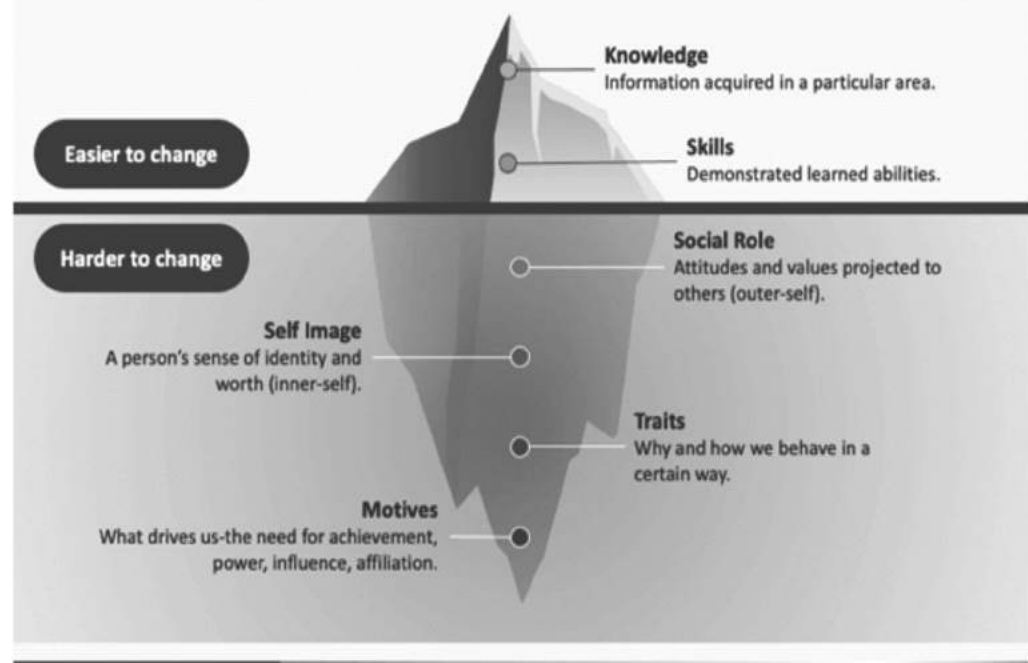 Knowledge
Information acquired in a particular area.
Easier to change
Skills
Demonstrated learned abilities.
Harder to change
Social Role
Attitudes and values projected to
others (outer-self).
Self Image
A person's sense of identity and
worth (inner-self).
Traits
Why and how we behave in a
certain way.
Motives
What drives us-the need for achievement,
power, influence, affiliation.